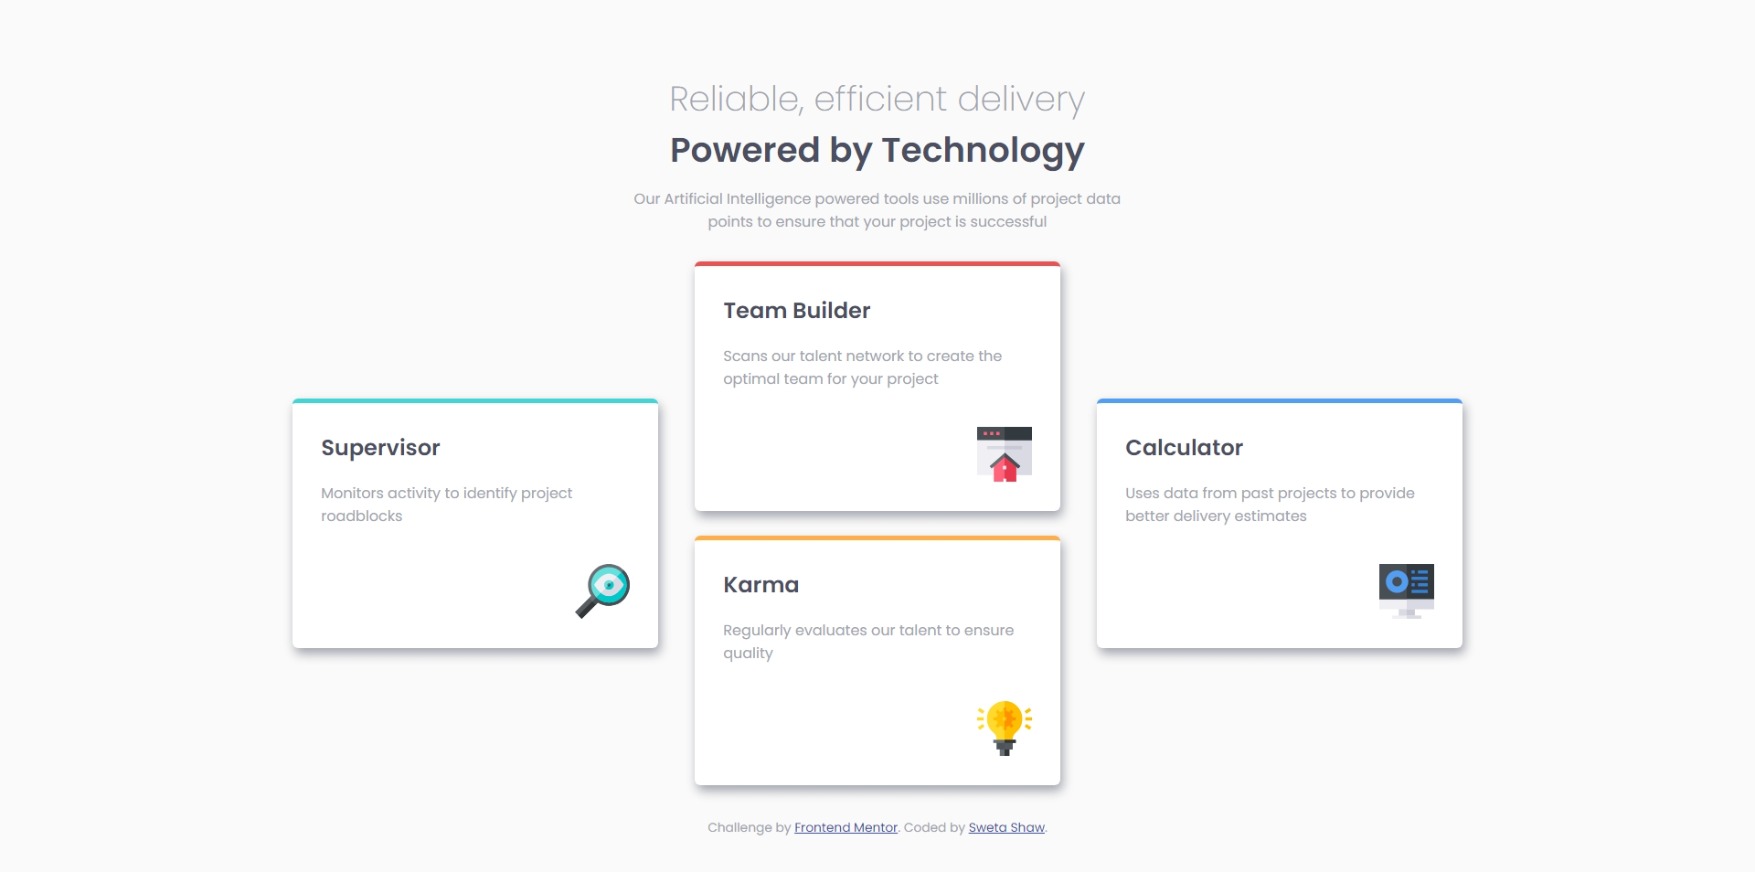 Reliable, efficient delivery
Powered by Technology
Our Artificial Intelligence powered tools use millions of project data
points to ensure that your project is successful
Team Builder
Scans our talent network to create the
optimal team for your project
Supervisor
Monitors activity to identify project
roadblocks
Calculator
Uses data from past projects to provide
better delivery estimates
Karma
Regularly evaluates our talent to ensure
quality
Challenge by Frontend Mentor. Coded by Sweta Shaw.